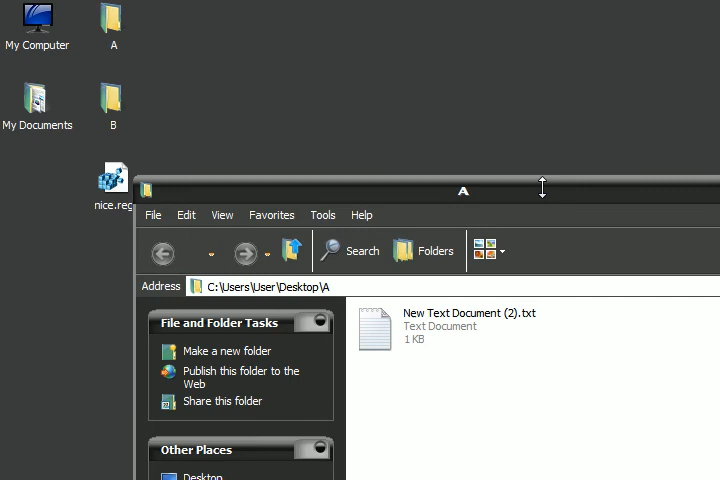 My Computer
A
My Documents
B
nice.reg
A
File Edit View Favorites Tools Help
Search Folders
Address C:\Users\User\Desktop\A
File and Folder Tasks
Make a new folder
Publish this folder to the
Web
Share this folder
Other Places
Desktop
New Text Document (2).txt
Text Document
1 KB